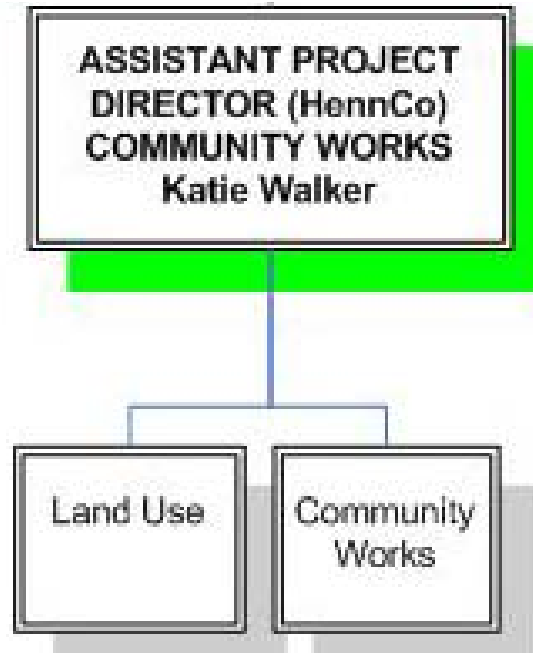 ASSISTANT PROJECT
DIRECTOR (HennCo)
COMMUNITY WORKS
Katie Walker
Land Use
Community
Works